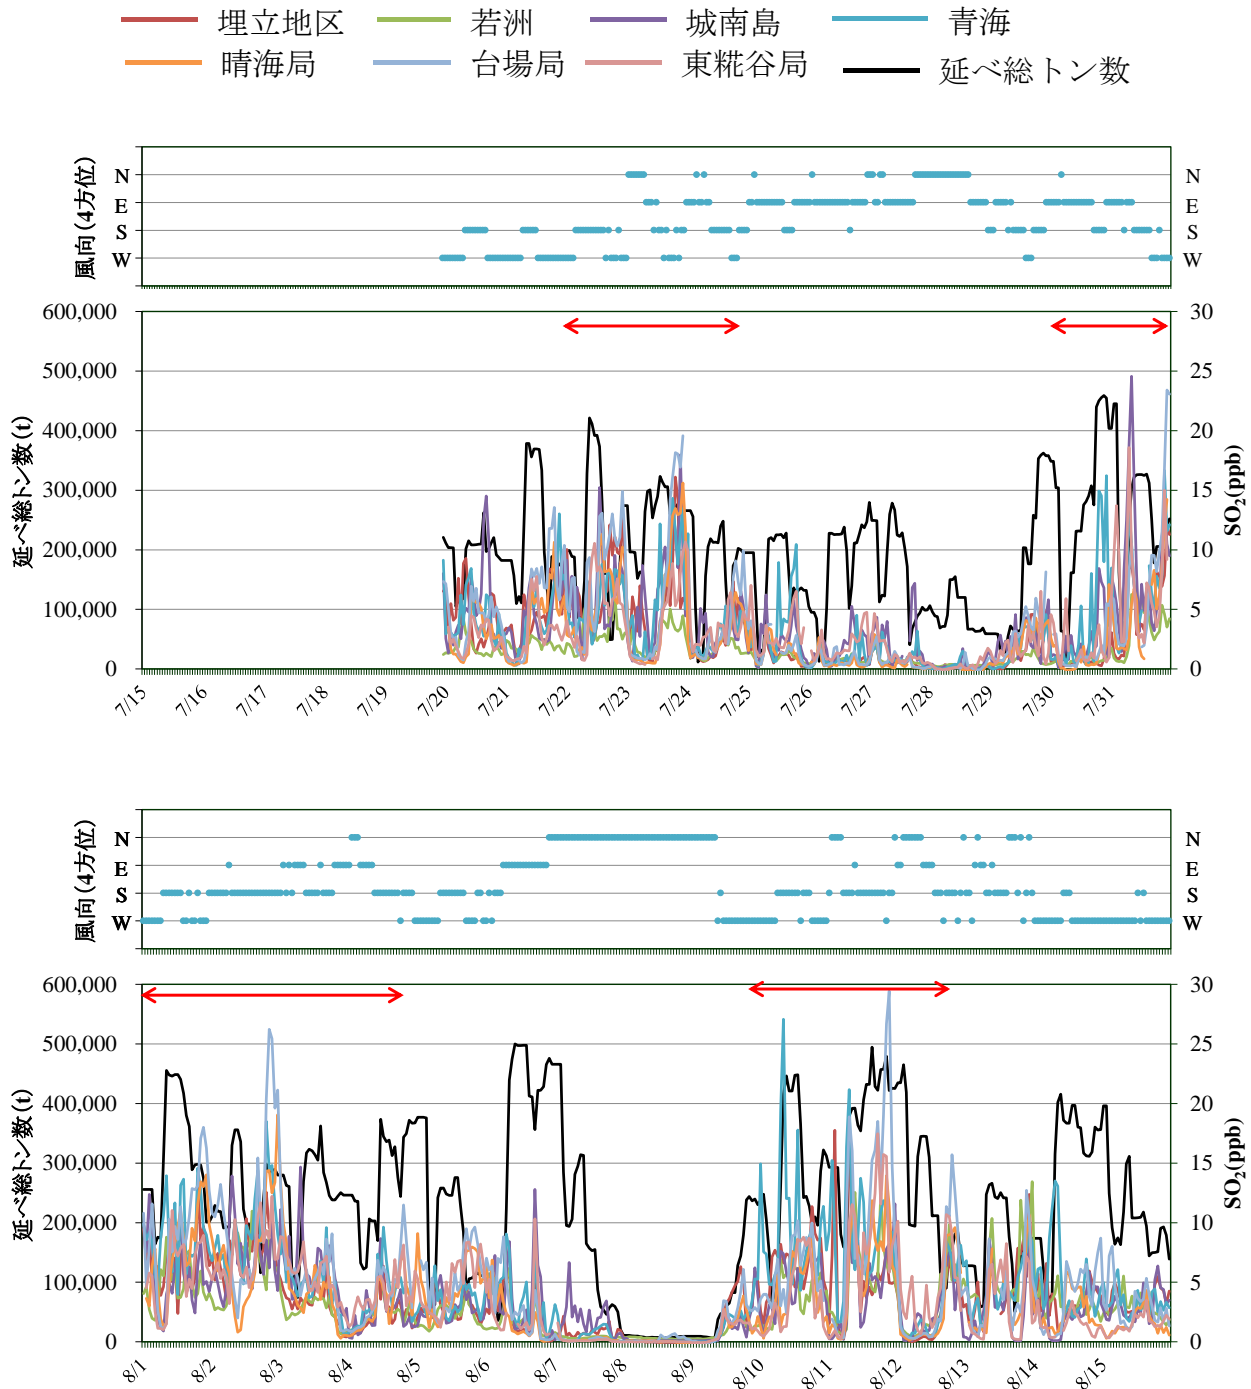 埋立地区 若洲 城南島 青海
晴海局 台場局 東糀谷局 延べ総トン数
風向(4方位)
N N
E E
S S
W W
600,000 30
500,000 25
400,000 20
300,000 15
200,000 10
100,000 5
0 0
延べ総トン数(t)
SO2(ppb)
7/15 7/16 7/17 7/18 7/19 7/20 7/21 7/22 7/23 7/24 7/25 7/26 7/27 7/28 7/29 7/30 7/31
風向(4方位)
N N
E E
S S
W W
600,000 30
500,000 25
400,000 20
300,000 15
200,000 10
100,000 5
0 0
延べ総トン数(t)
SO2(ppb)
8/1 8/2 8/3 8/4 8/5 8/6 8/7 8/8 8/9 8/10 8/11 8/12 8/13 8/14 8/15